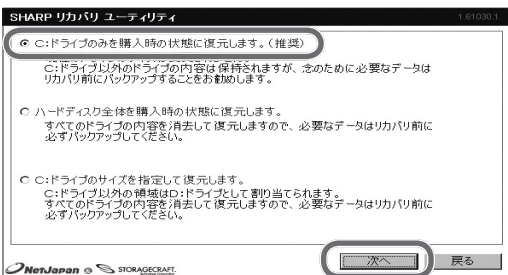 SHARP リカバリ ユーティリティ
1.61030.1
C:ドライブのみを購入時の状態に復元します。(推奨)
C:ドライブ以外のドライブの内容は保持されますが、念のために必要なデータは
リカバリ前にバックアップすることをお勧めします。
ハードディスク全体を購入時の状態に復元します。
すべてのドライブの内容を消去して復元しますので、必要なデータはリカバリ前に
必ずバックアップしてください。
C:ドライブのサイズを指定して復元します。
C:ドライブ以外の領域はD:ドライブとして割り当てられます。
すべてのドライブの内容を消去して復元しますので、必要なデータはリカバリ前に
必ずバックアップしてください。
次へ
戻る
NetJapan
STORAGECRAFT